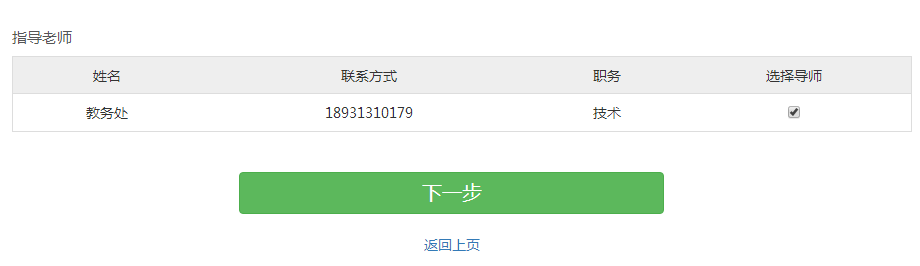 指导老师
姓名 联系方式 职务 选择导师
教务处 18931310179 技术
下一步
返回上页